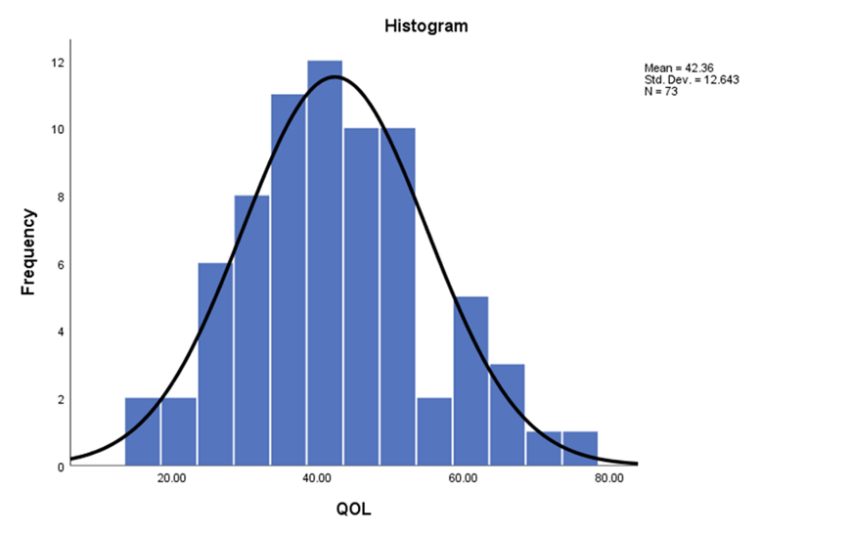 Histogram
Mean = 42.36
Std. Dev. = 12.643
N = 73
12
10
8
6
4
2
0
Frequency
20.00 40.00 60.00 80.00
QOL